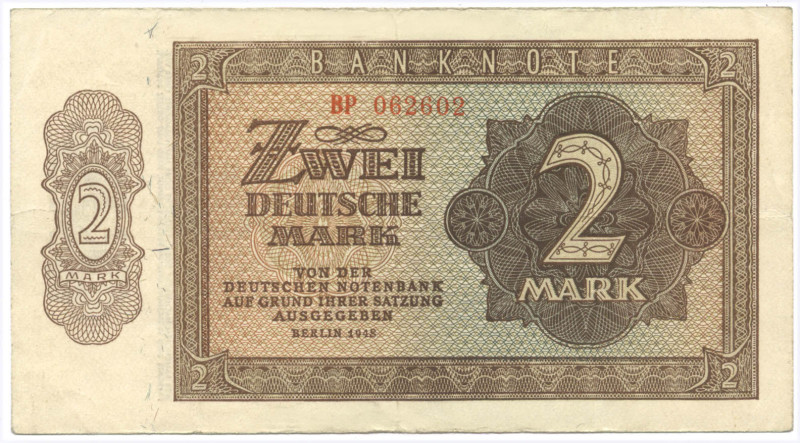 2 BANKNOTE 2
BP 062602
ZWEI
DEUTSCHE
MARK
VON DER
DEUTSCHEN NOTENBANK
AUF GRUND IHRER SATZUNG
AUSGEGEBEN
BERLIN 1948
2
MARK
2
MARK
2 2